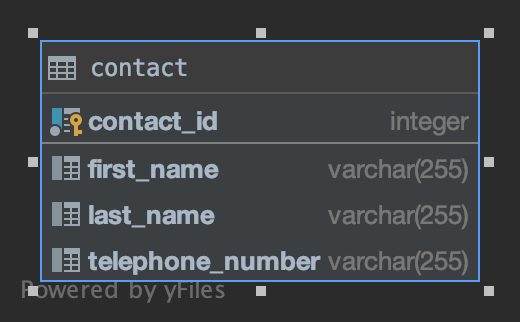 contact
contact_id integer
first_name varchar(255)
last_name varchar(255)
telephone_number varchar(255)
Powered by yFiles